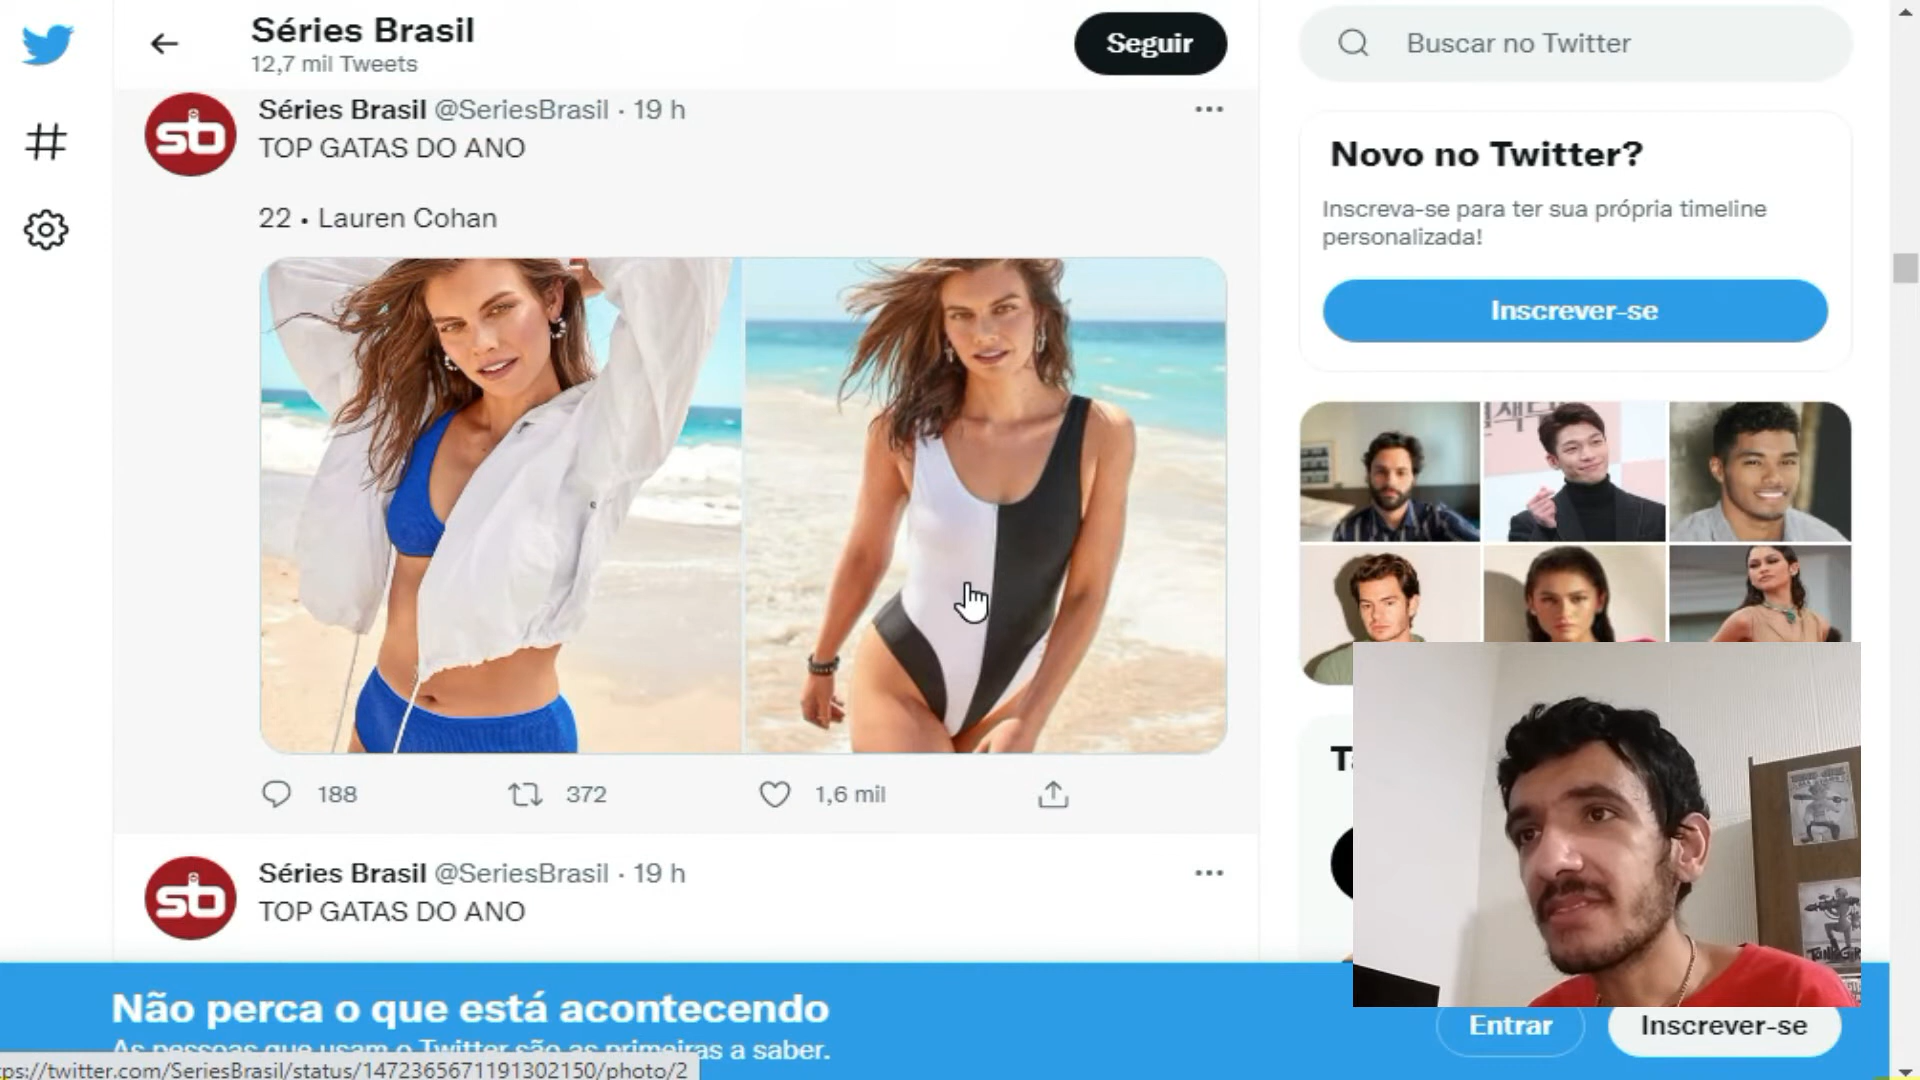 Séries Brasil
12,7 mil Tweets
Seguir
Buscar no Twitter
sb
Séries Brasil @SeriesBrasil · 19 h
TOP GATAS DO ANO
22 • Lauren Cohan
188
372
1,6 mil
Novo no Twitter?
Inscreva-se para ter sua própria timeline
personalizada!
Inscrever-se
sb
Séries Brasil @SeriesBrasil · 19 h
TOP GATAS DO ANO
Não perca o que está acontecendo
As pessoas que usam o Twitter são as primeiras a saber.
Entrar
Inscrever-se
ps://twitter.com/SeriesBrasil/status/1472365671191302150/photo/2